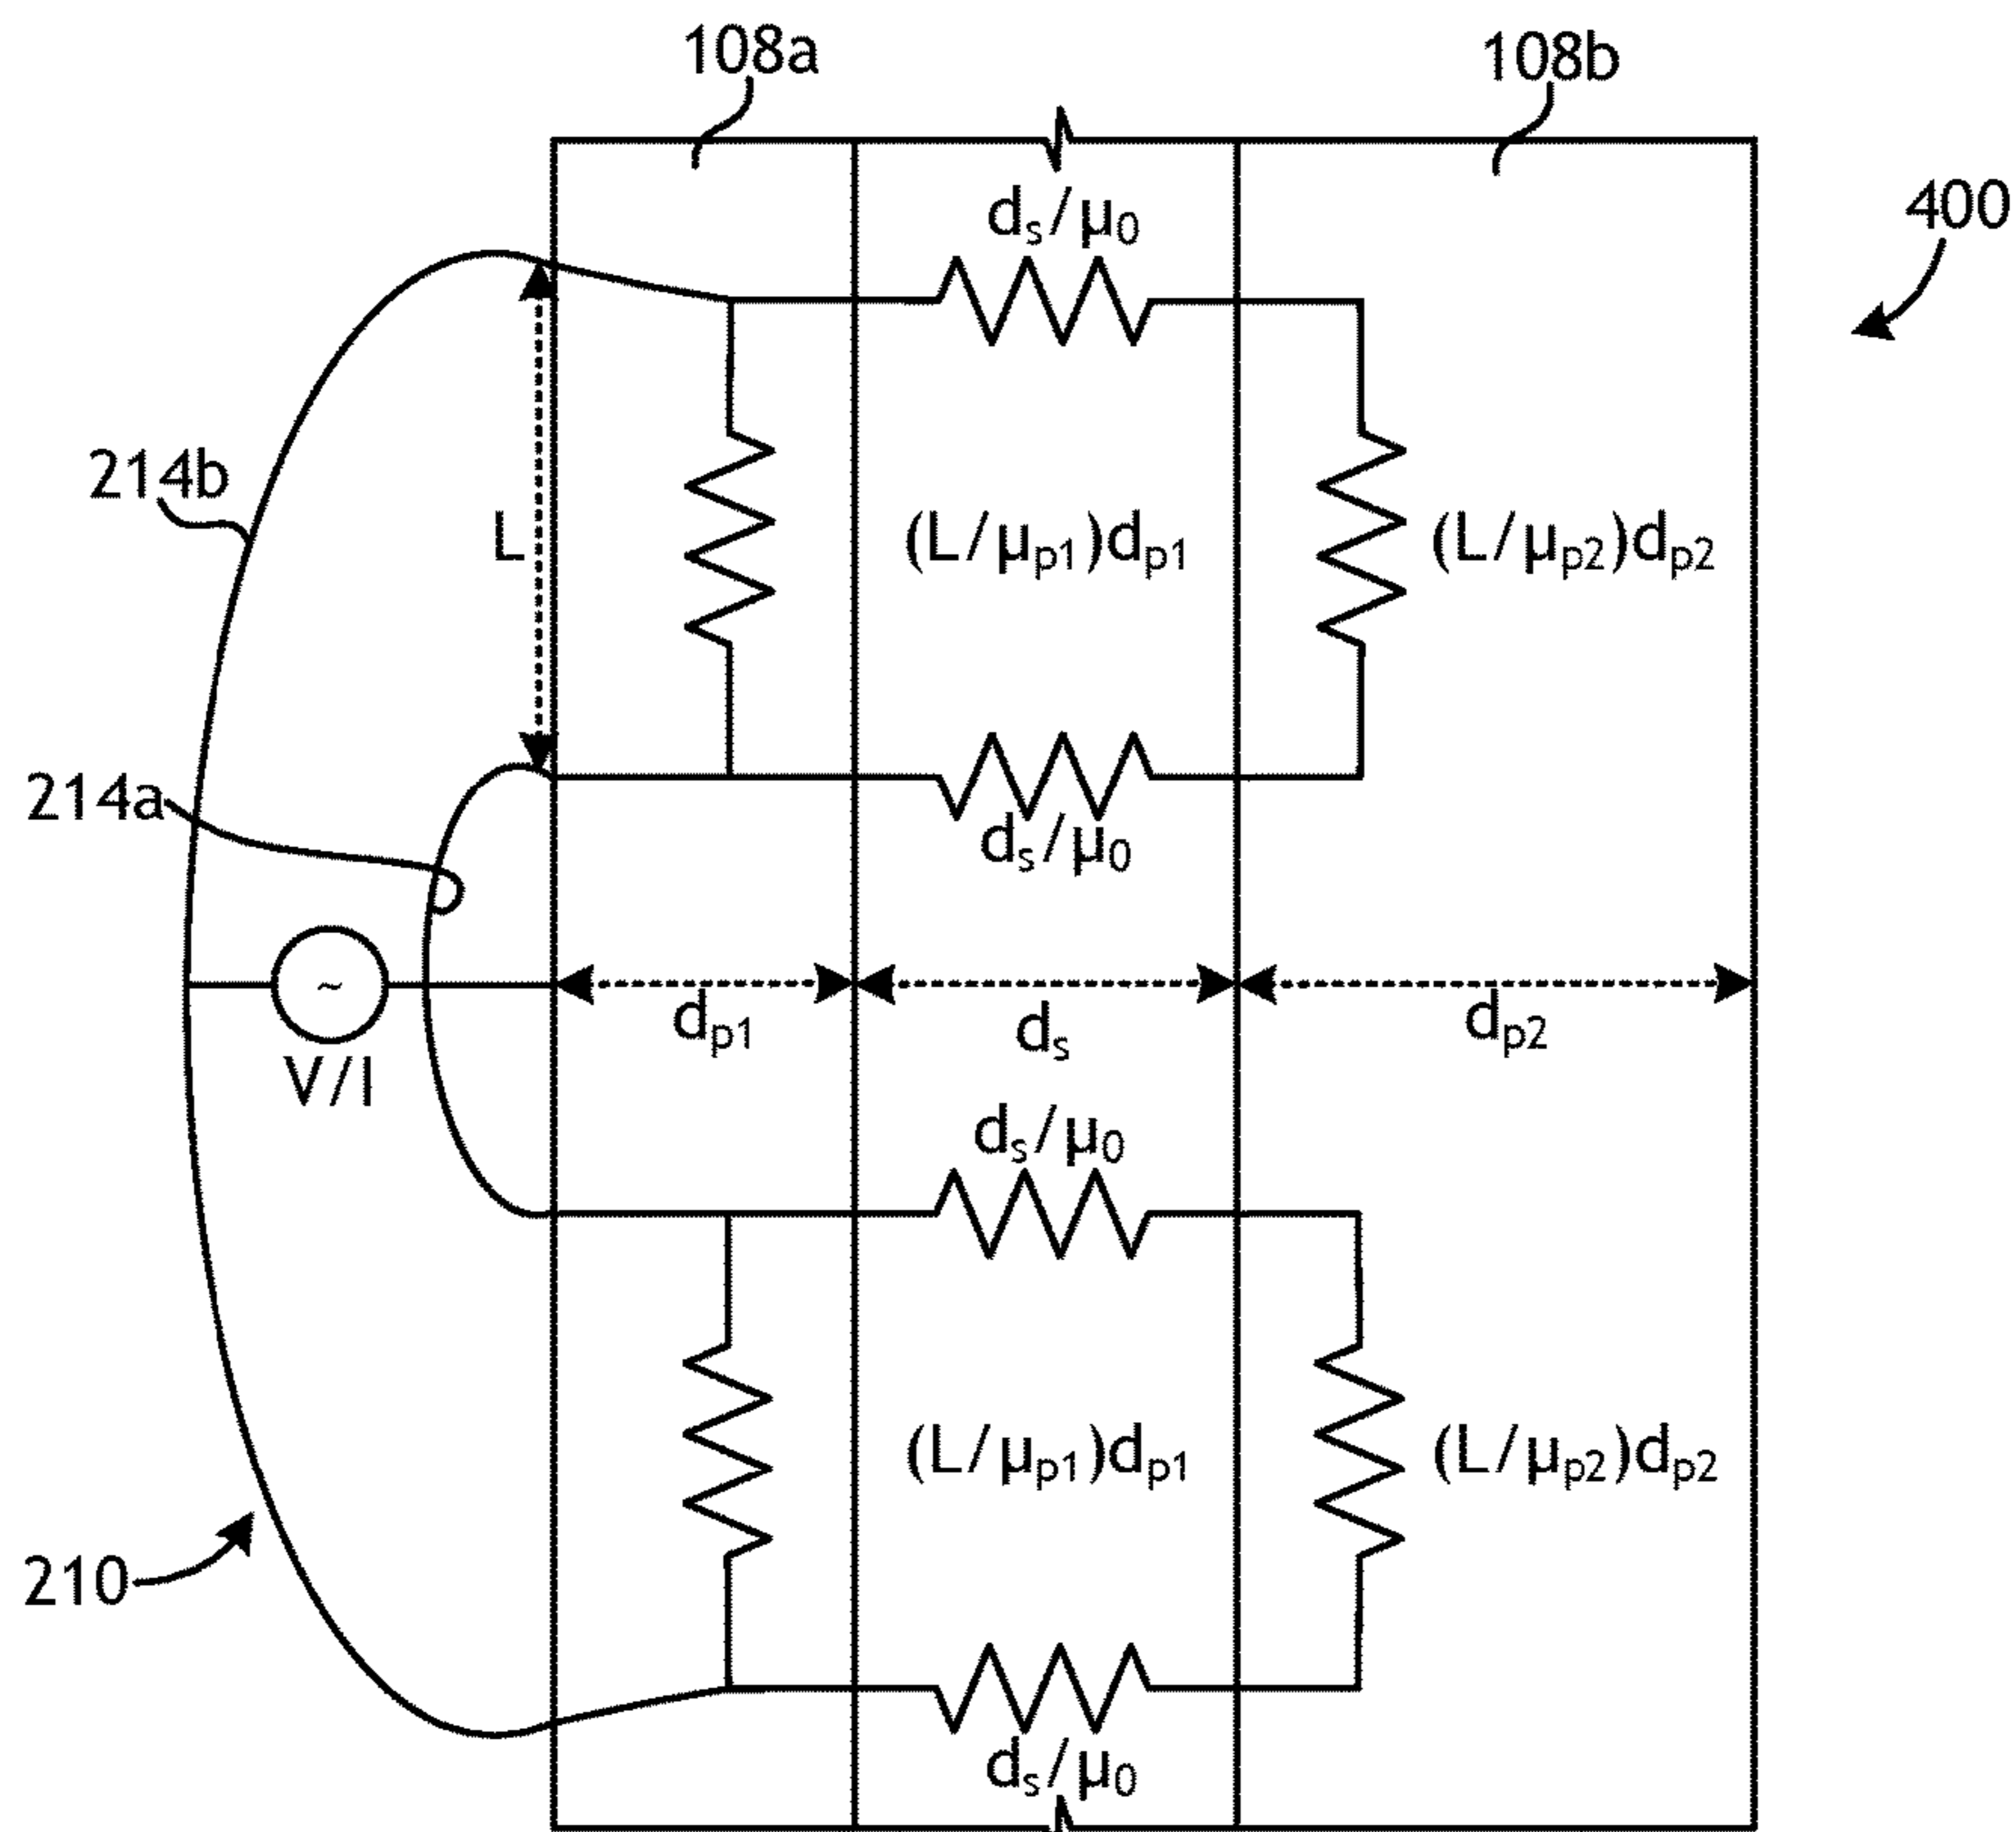 108a
108b
400
dₛ/μ₀
214b
L
(L/μₚ₁)dₚ₁
(L/μₚ₂)dₚ₂
214a
dₛ/μ₀
~
V/I
dₚ₁
dₛ
dₚ₂
dₛ/μ₀
(L/μₚ₁)dₚ₁
(L/μₚ₂)dₚ₂
210
dₛ/μ₀